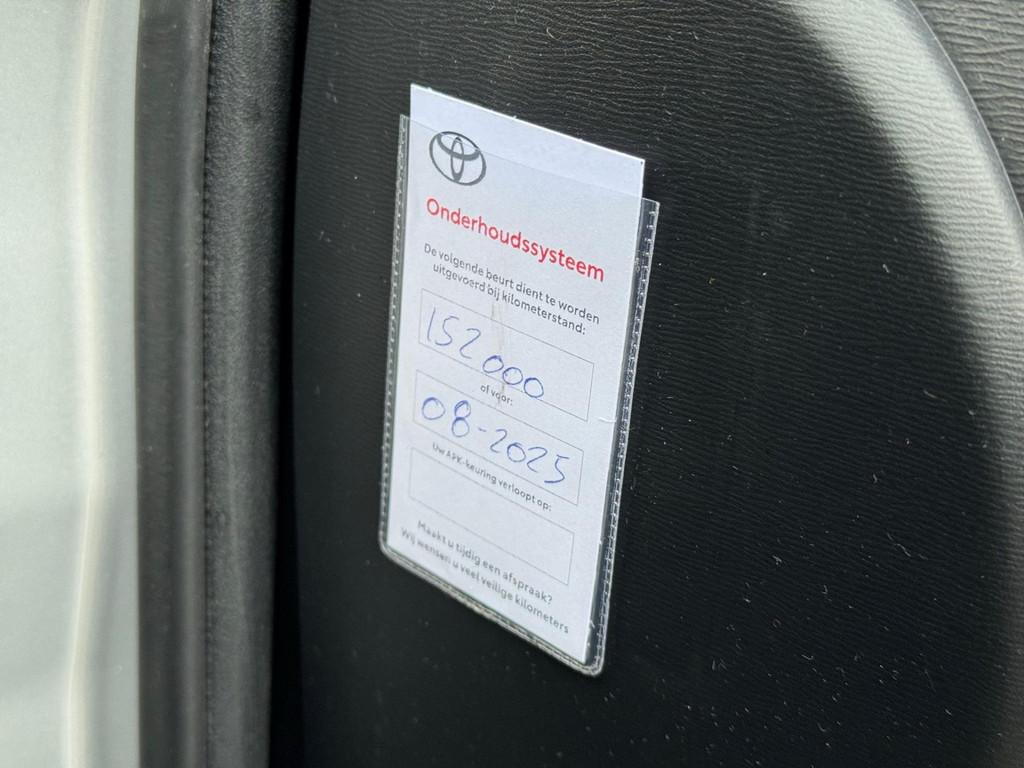 Onderhoudssysteem
De volgende beurt dient te worden
uitgevoerd bij kilometerstand:
152000
of voor:
08-2025
Uw APK-keuring verloopt op:
Maakt u tijdig een afspraak?
Wij wensen u veel veilige kilometers